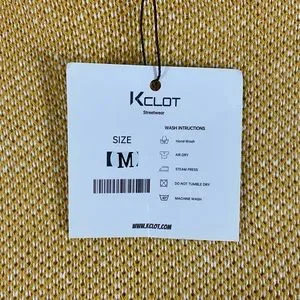 KCLOT
Streetwear
WASH INTRUCTIONS
Hand Wash
AIR DRY
STEAM PRESS
DO NOT TUMBLE DRY
MACHINE WASH
SIZE
【M】
WWW.KCLOT.COM